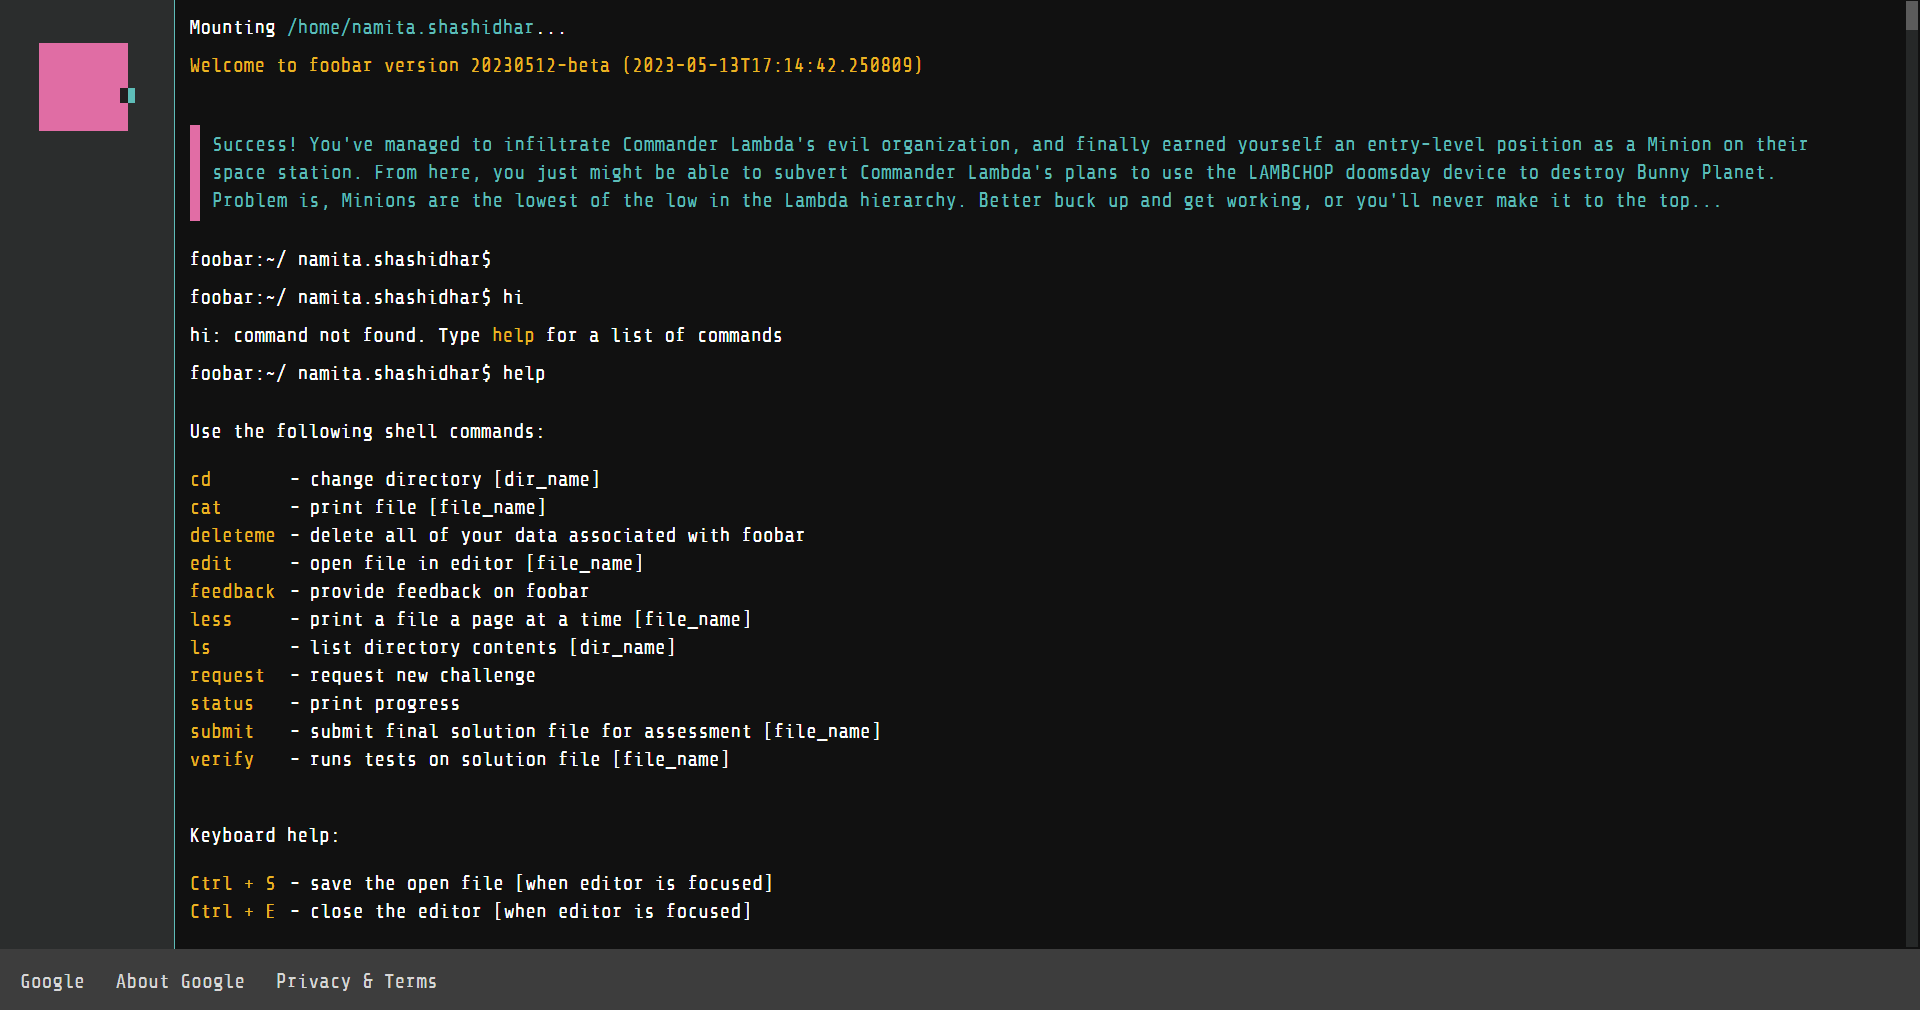 Mounting /home/namita.shashidhar...
Welcome to foobar version 20230512-beta (2023-05-13T17:14:42.250809)
Success! You've managed to infiltrate Commander Lambda's evil organization, and finally earned yourself an entry-level position as a Minion on their
space station. From here, you just might be able to subvert Commander Lambda's plans to use the LAMBCHOP doomsday device to destroy Bunny Planet.
Problem is, Minions are the lowest of the low in the Lambda hierarchy. Better buck up and get working, or you'll never make it to the top...
foobar:~/ namita.shashidhar$
foobar:~/ namita.shashidhar$ hi
hi: command not found. Type help for a list of commands
foobar:~/ namita.shashidhar$ help
Use the following shell commands:
cd - change directory [dir_name]
cat - print file [file_name]
deleteme - delete all of your data associated with foobar
edit - open file in editor [file_name]
feedback - provide feedback on foobar
less - print a file a page at a time [file_name]
ls - list directory contents [dir_name]
request - request new challenge
status - print progress
submit - submit final solution file for assessment [file_name]
verify - runs tests on solution file [file_name]
Keyboard help:
Ctrl + S - save the open file [when editor is focused]
Ctrl + E - close the editor [when editor is focused]
Google About Google Privacy & Terms